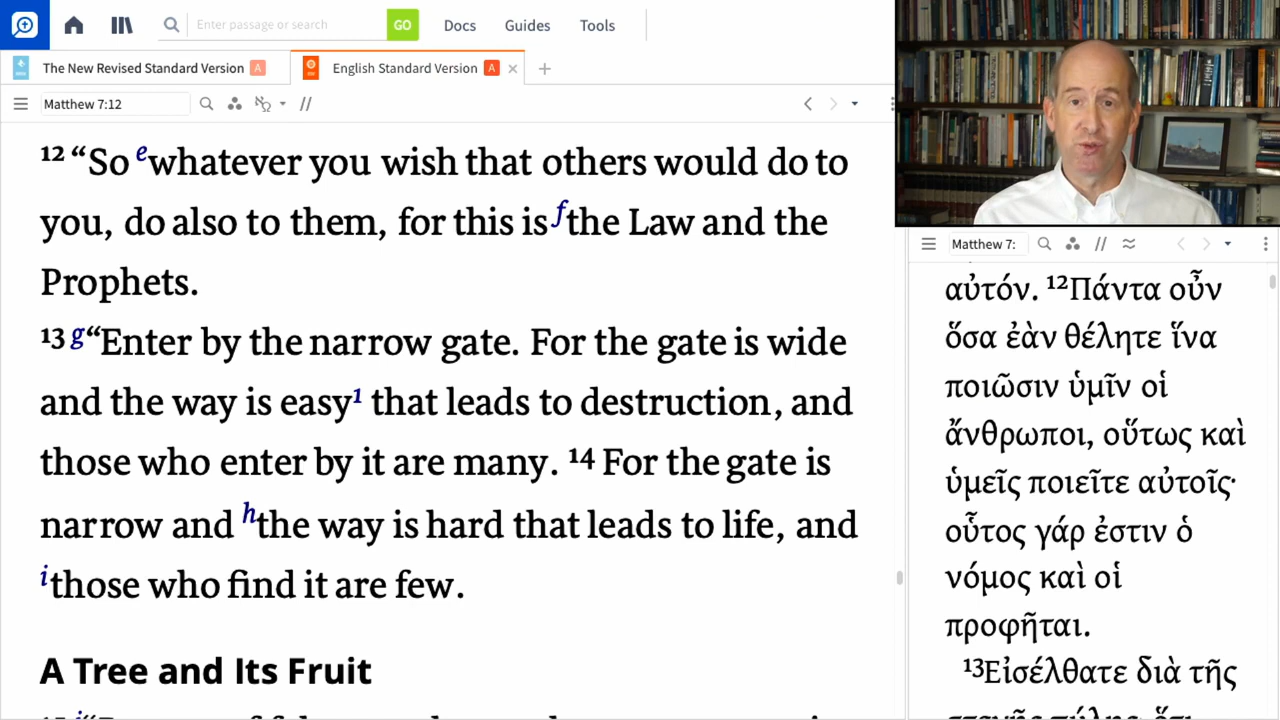 Enter passage or search
GO
Docs
Guides
Tools
The New Revised Standard Version A
English Standard Version A
Matthew 7:12
12 “So e whatever you wish that others would do to
you, do also to them, for this is f the Law and the
Prophets.
13 g “Enter by the narrow gate. For the gate is wide
and the way is easy1 that leads to destruction, and
those who enter by it are many. 14 For the gate is
narrow and h the way is hard that leads to life, and
i those who find it are few.
A Tree and Its Fruit
Matthew 7:
αὐτόν. 12 Πάντα οὖν
ὅσα ἐὰν θέλητε ἵνα
ποιῶσιν ὑμῖν οἱ
ἄνθρωποι, οὕτως καὶ
ὑμεῖς ποιεῖτε αὐτοῖς·
οὗτος γάρ ἐστιν ὁ
νόμος καὶ οἱ
προφῆται.
13 Εἰσέλθατε διὰ τῆς